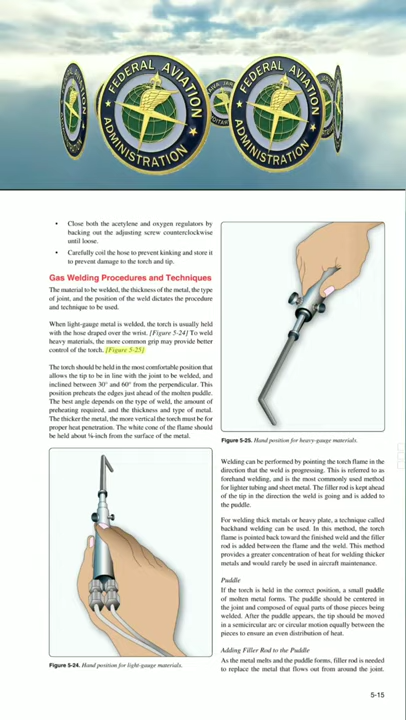 FEDERAL AVIATION
ADMINISTRATION
FEDERAL AVIATION
ADMINISTRATION
• Close both the acetylene and oxygen regulators by
backing out the adjusting screw counterclockwise
until loose.
• Carefully coil the hose to prevent kinking and store it
to prevent damage to the torch and tip.
Gas Welding Procedures and Techniques
The material to be welded, the thickness of the metal, the type
of joint, and the position of the weld dictates the procedure
and technique to be used.
When light-gauge metal is welded, the torch is usually held
with the hose draped over the wrist. [Figure 5-24] To weld
heavy materials, the more common grip may provide better
control of the torch. [Figure 5-25]
The torch should be held in the most comfortable position that
allows the tip to be in line with the joint to be welded, and
inclined between 30° and 60° from the perpendicular. This
position preheats the edges just ahead of the molten puddle.
The best angle depends on the type of weld, the amount of
preheating required, and the thickness and type of metal.
The thicker the metal, the more vertical the torch must be for
proper heat penetration. The white cone of the flame should
be held about ⅛-inch from the surface of the metal.
Figure 5-24. Hand position for light-gauge materials.
Figure 5-25. Hand position for heavy-gauge materials.
Welding can be performed by pointing the torch flame in the
direction that the weld is progressing. This is referred to as
forehand welding, and is the most commonly used method
for lighter tubing and sheet metal. The filler rod is kept ahead
of the tip in the direction the weld is going and is added to
the puddle.
For welding thick metals or heavy plate, a technique called
backhand welding can be used. In this method, the torch
flame is pointed back toward the finished weld and the filler
rod is added between the flame and the weld. This method
provides a greater concentration of heat for welding thicker
metals and would rarely be used in aircraft maintenance.
Puddle
If the torch is held in the correct position, a small puddle
of molten metal forms. The puddle should be centered in
the joint and composed of equal parts of those pieces being
welded. After the puddle appears, the tip should be moved
in a semicircular arc or circular motion equally between the
pieces to ensure an even distribution of heat.
Adding Filler Rod to the Puddle
As the metal melts and the puddle forms, filler rod is needed
to replace the metal that flows out from around the joint.
5-15